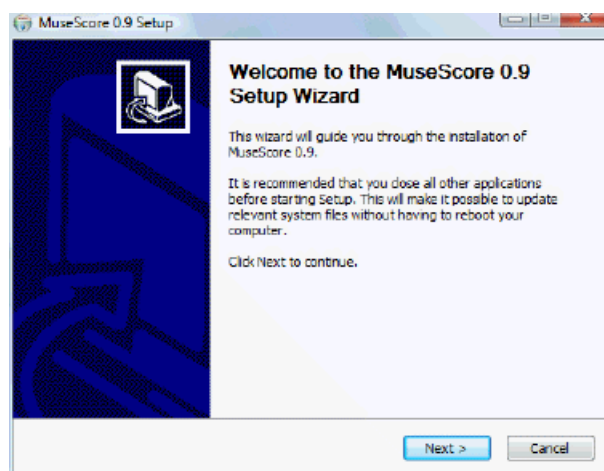 MuseScore 0.9 Setup
Welcome to the MuseScore 0.9
Setup Wizard
This wizard will guide you through the installation of
MuseScore 0.9.
It is recommended that you close all other applications
before starting Setup. This will make it possible to update
relevant system files without having to reboot your
computer.
Click Next to continue.
Next >
Cancel